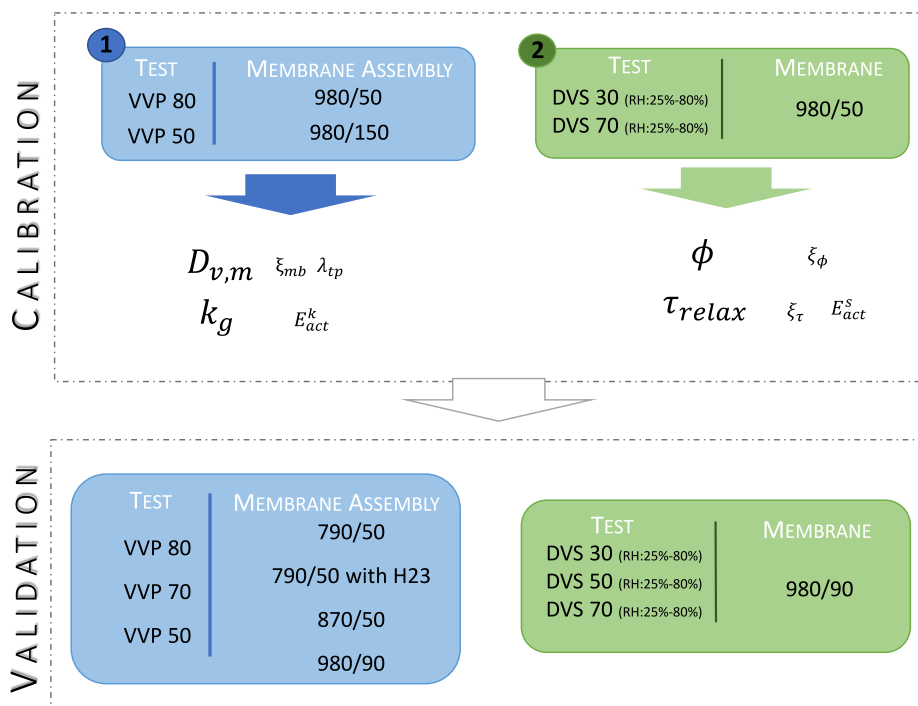 CALIBRATION
1
TEST MEMBRANE ASSEMBLY
VVP 80 980/50
VVP 50 980/150
2
TEST MEMBRANE
DVS 30 (RH:25%-80%)
DVS 70 (RH:25%-80%)
980/50
D_{v,m} ξ_{mb} λ_{tp}
k_g E_{act}^{k}
ϕ ξ_ϕ
τ_{relax} ξ_τ E_{act}^{s}
VALIDATION
TEST MEMBRANE ASSEMBLY
790/50
VVP 80
790/50 with H23
VVP 70
870/50
VVP 50
980/90
TEST MEMBRANE
DVS 30 (RH:25%-80%)
DVS 50 (RH:25%-80%)
DVS 70 (RH:25%-80%)
980/90